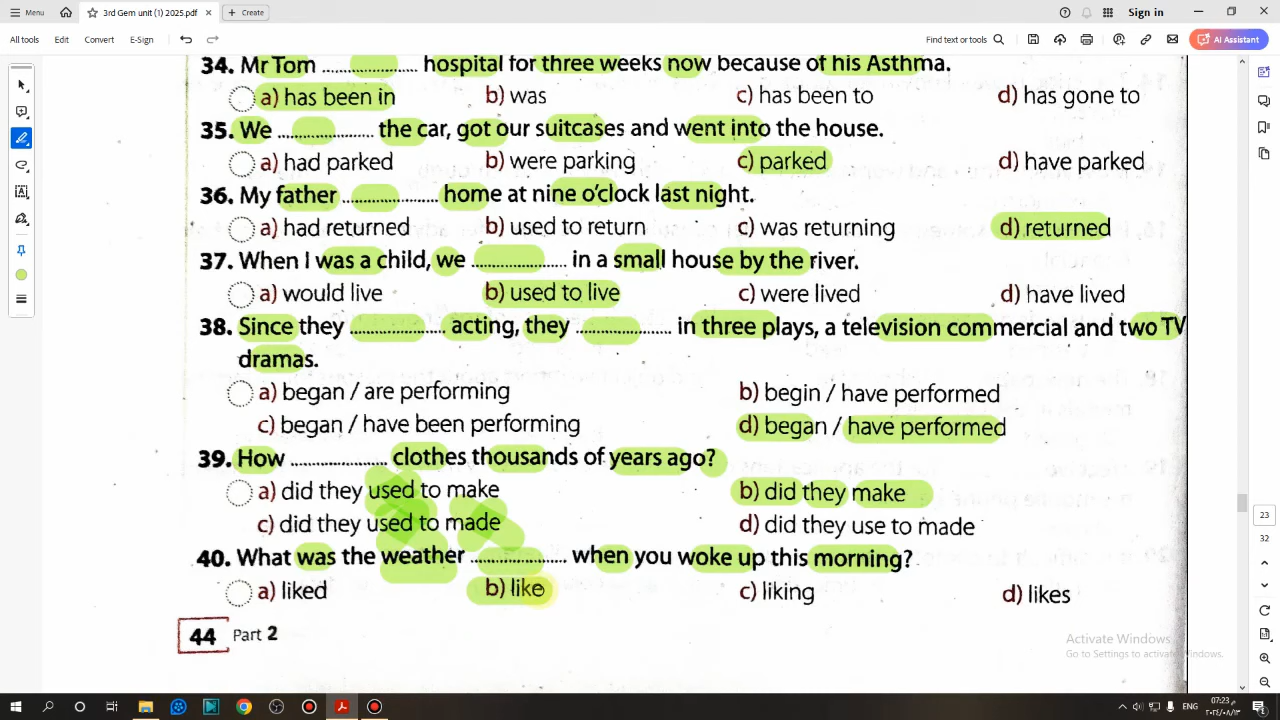 Menu
3rd Gem unit (1) 2025.pdf
Create
Sign in
All tools
Edit
Convert
E-Sign
Find text or tools
AI Assistant
34. Mr Tom .................... hospital for three weeks now because of his Asthma.
a) has been in b) was c) has been to d) has gone to
35. We .................... the car, got our suitcases and went into the house.
a) had parked b) were parking c) parked d) have parked
36. My father .................... home at nine o'clock last night.
a) had returned b) used to return c) was returning d) returned
37. When I was a child, we .................... in a small house by the river.
a) would live b) used to live c) were lived d) have lived
38. Since they .................... acting, they .................... in three plays, a television commercial and two TV
dramas.
a) began / are performing b) begin / have performed
c) began / have been performing d) began / have performed
39. How .................... clothes thousands of years ago?
a) did they used to make b) did they make
c) did they used to made d) did they use to made
40. What was the weather .................... when you woke up this morning?
a) liked b) like c) liking d) likes
44 Part 2
23
32
Activate Windows
Go to Settings to activate Windows.
ENG
07:23